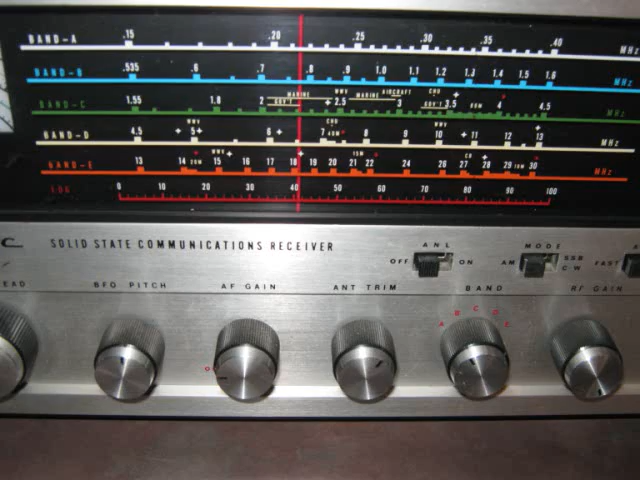 BAND-A .15 .20 .25 .30 .35 .40 MHz
BAND-B .535 .6 .7 .8 .9 1.0 1.1 1.2 1.3 1.4 1.5 1.6 MHz
MARINE WWV MARINE AIRCRAFT CHU
BAND-C 1.55 1.8 2 GOV'T 2.5 3 GOV'T 3.5 80M 4 4.5 MHz
WWV CHU WWV
BAND-D 4.5 5 6 7 40M 8 9 10 11 12 13 MHz
WWV 15M CB
BAND-E 13 14 20M 15 16 17 18 19 20 21 22 24 26 27 28 29 10M 30 MHz
LOG 0 10 20 30 40 50 60 70 80 90 100
C SOLID STATE COMMUNICATIONS RECEIVER
ANL
OFF ON
MODE
AM SSB
CW
FAST
EAD BFO PITCH AF GAIN ANT TRIM BAND RF GAIN
A B C D E